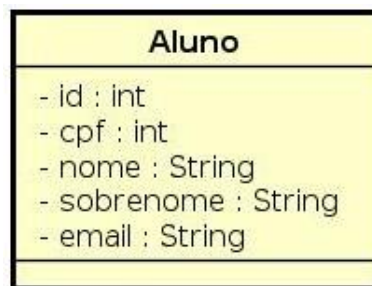 Aluno
- id : int
- cpf : int
- nome : String
- sobrenome : String
- email : String